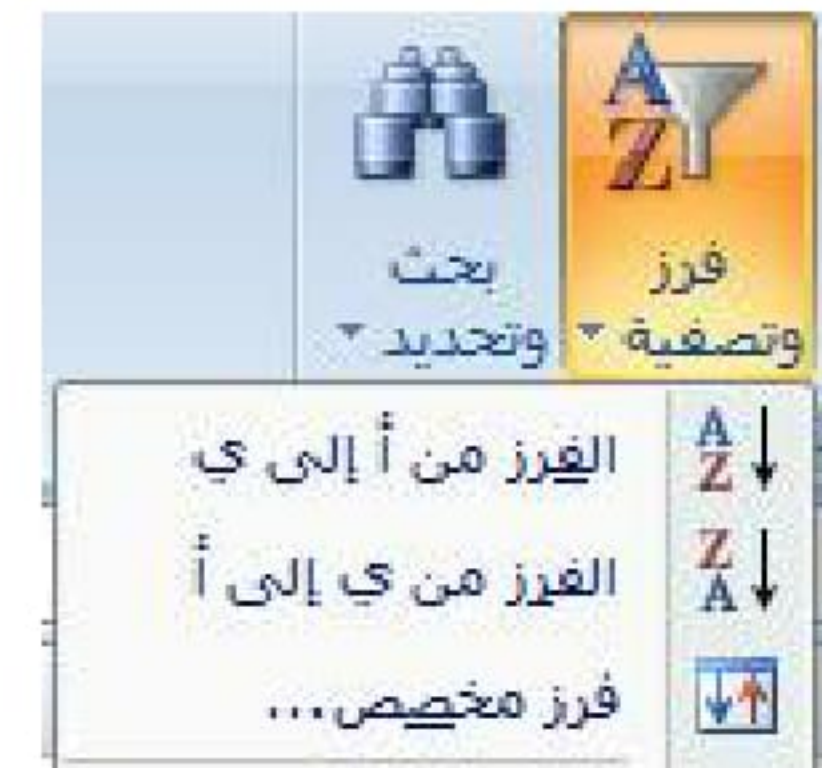 فرز
وتصفية
بحث
وتحديد
الفرز من أ إلى ي
الفرز من ي إلى أ
فرز مخصص...